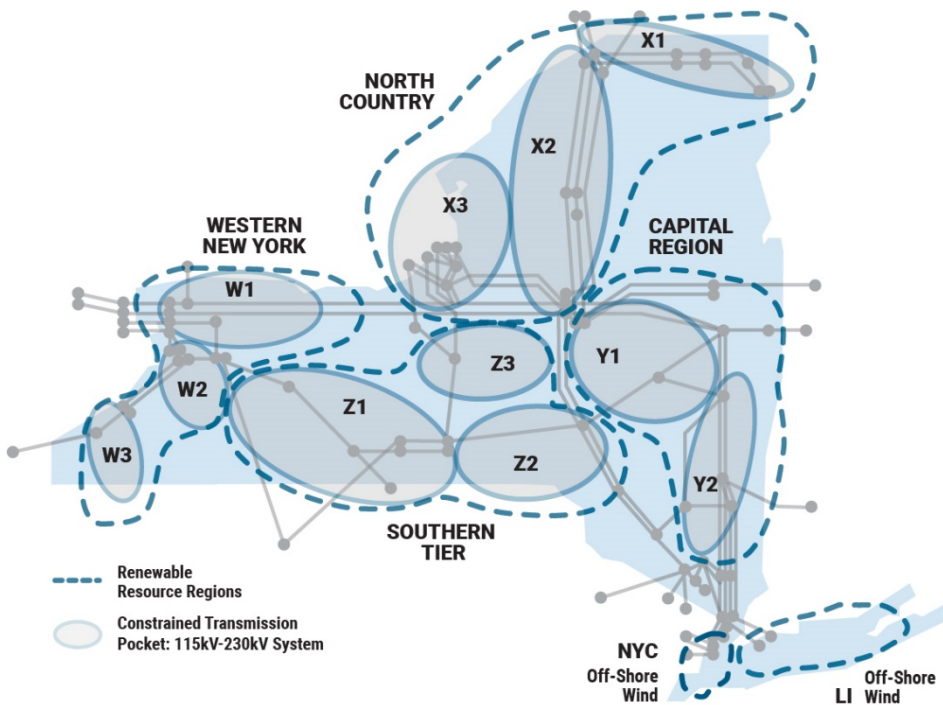 X1
NORTH
COUNTRY
X2
X3
WESTERN
NEW YORK
CAPITAL
REGION
W1
Y1
Z3
W2
Z1
W3
Z2
Y2
SOUTHERN
TIER
Renewable
Resource Regions
Constrained Transmission
Pocket: 115kV-230kV System
NYC
Off-Shore
Wind
LI
Off-Shore
Wind